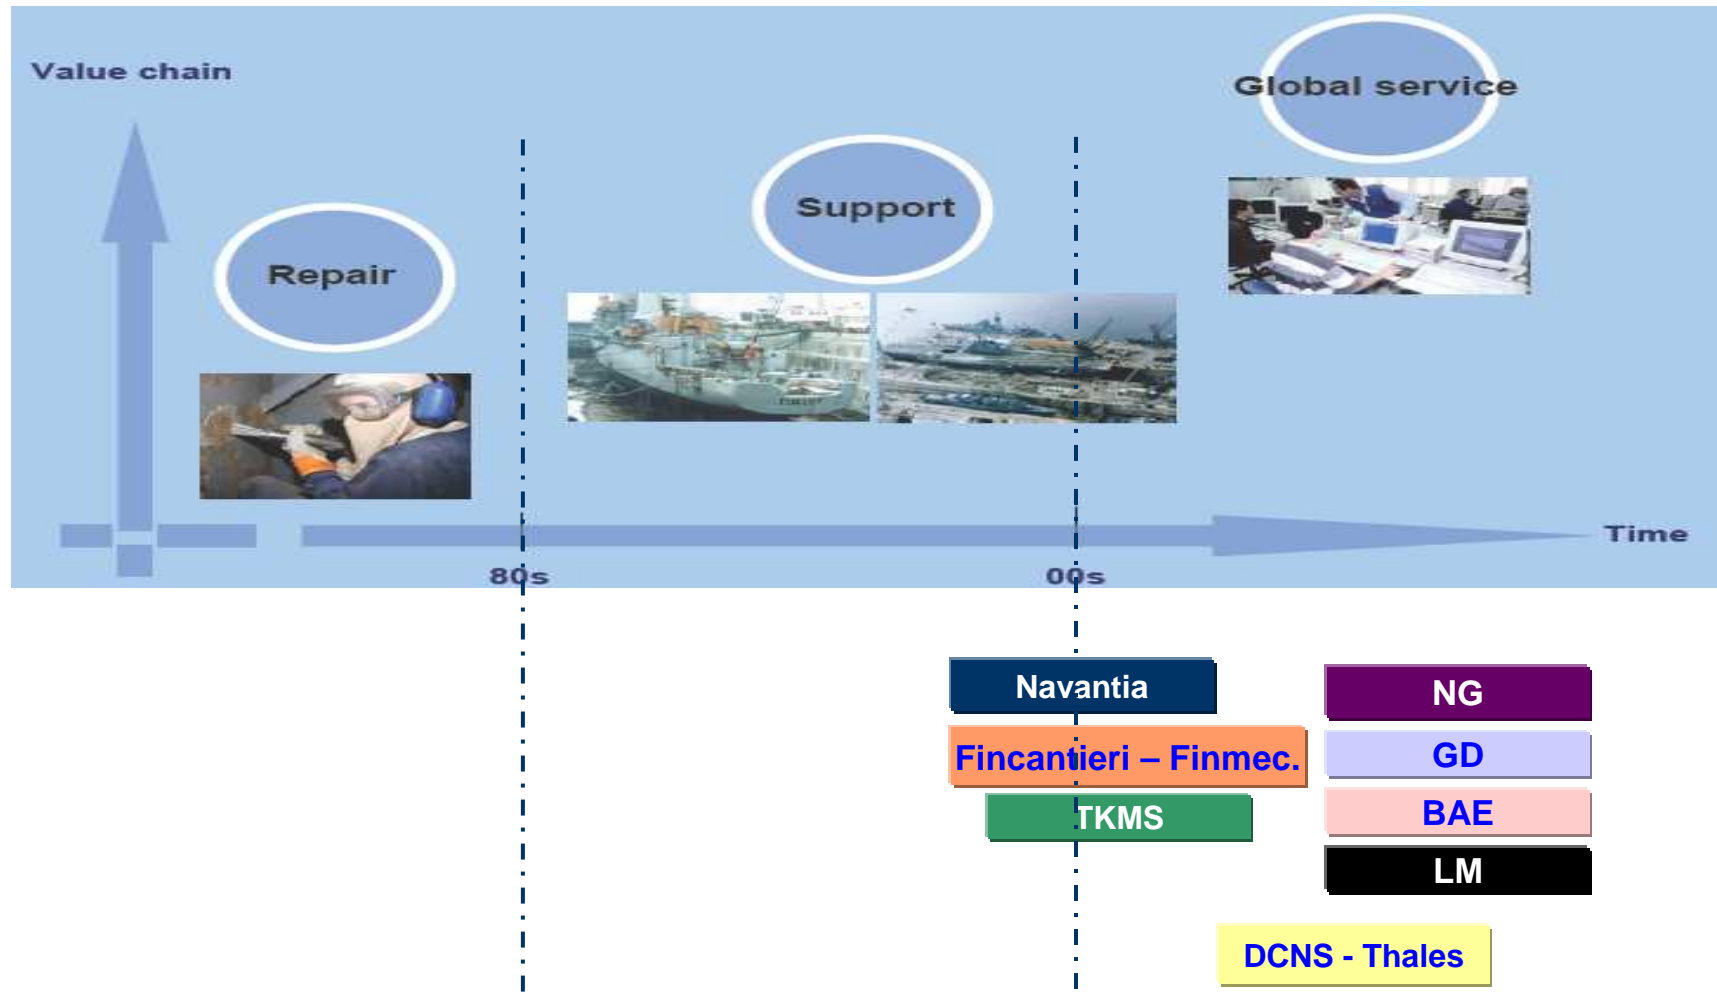 Value chain
Global service
Support
Repair
Time
80s
00s
Navantia
NG
Fincantieri – Finmec.
GD
TKMS
BAE
LM
DCNS - Thales